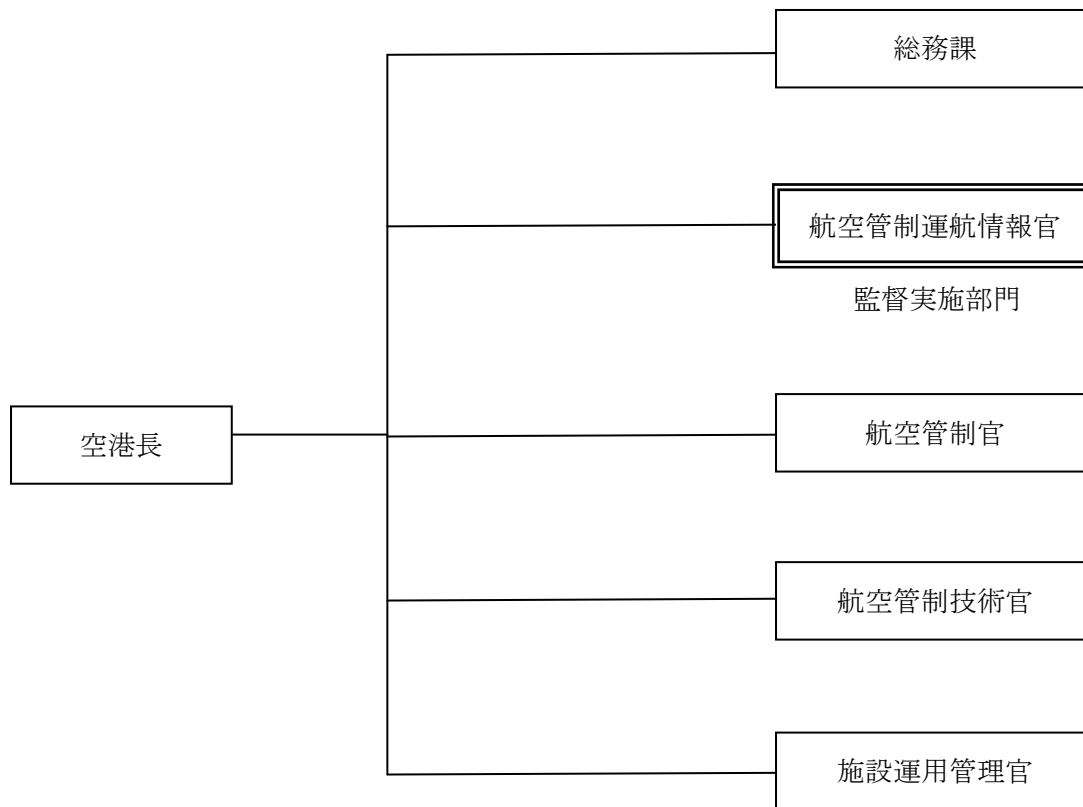 総務課
航空管制運航情報官
監督実施部門
空港長
航空管制官
航空管制技術官
施設運用管理官